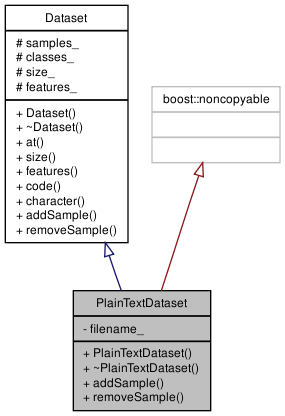 Dataset
# samples_
# classes_
# size_
# features_
+ Dataset()
+ ~Dataset()
+ at()
+ size()
+ features()
+ code()
+ character()
+ addSample()
+ removeSample()
boost::noncopyable
PlainTextDataset
- filename_
+ PlainTextDataset()
+ ~PlainTextDataset()
+ addSample()
+ removeSample()